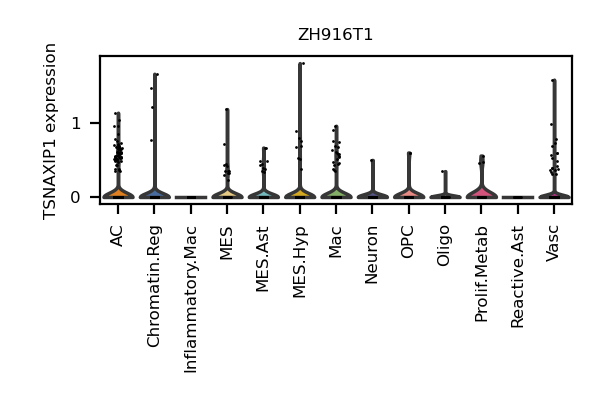 ZH916T1
TSNAXIP1 expression
1
0
AC
Chromatin.Reg
Inflammatory.Mac
MES
MES.Ast
MES.Hyp
Mac
Neuron
OPC
Oligo
Prolif.Metab
Reactive.Ast
Vasc